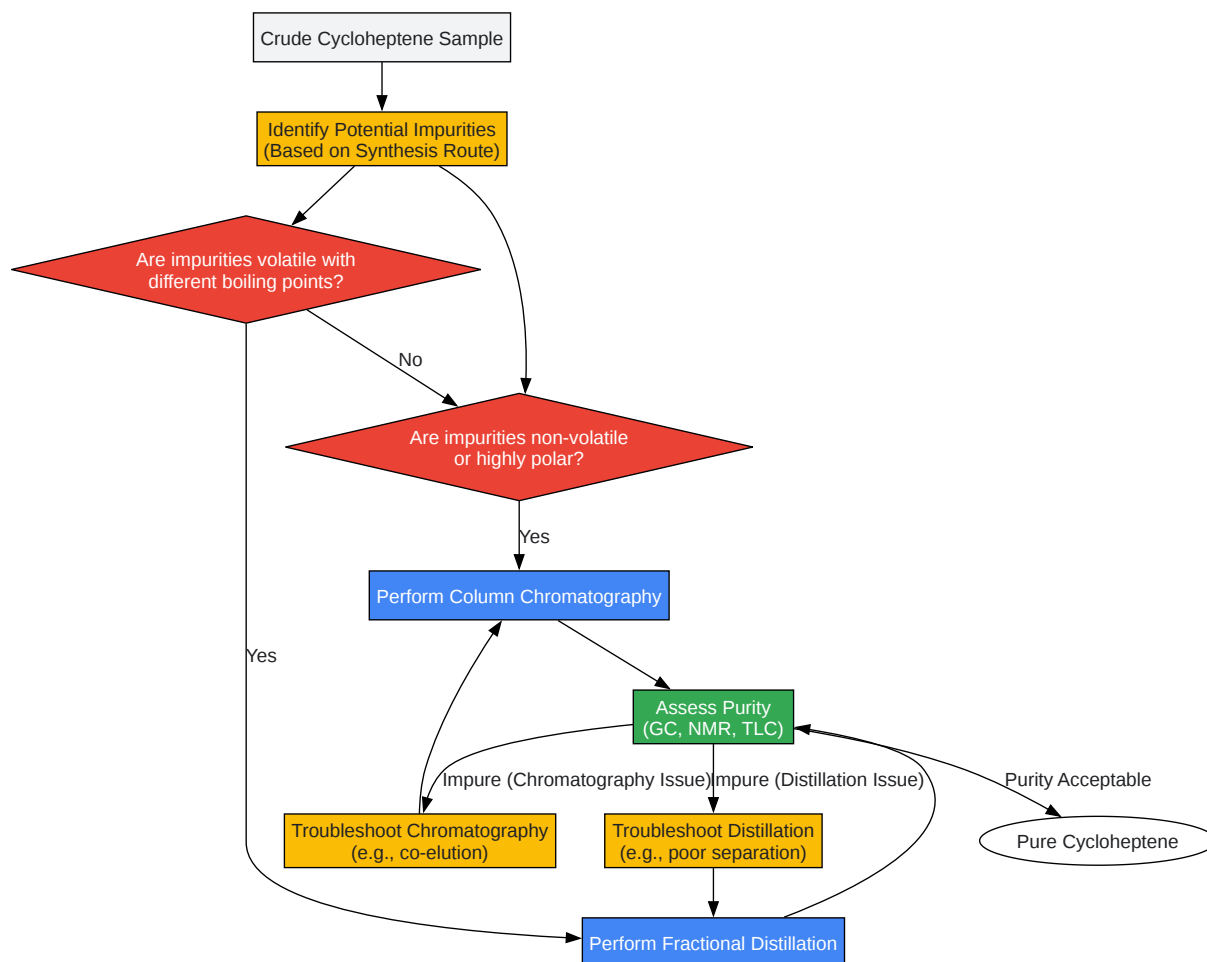 Crude Cycloheptene Sample
Identify Potential Impurities
(Based on Synthesis Route)
Are impurities volatile with
different boiling points?
No
Are impurities non-volatile
or highly polar?
Yes
Perform Column Chromatography
Yes
Assess Purity
(GC, NMR, TLC)
Impure (Chromatography Issue)
Impure (Distillation Issue)
Purity Acceptable
Troubleshoot Chromatography
(e.g., co-elution)
Troubleshoot Distillation
(e.g., poor separation)
Pure Cycloheptene
Perform Fractional Distillation